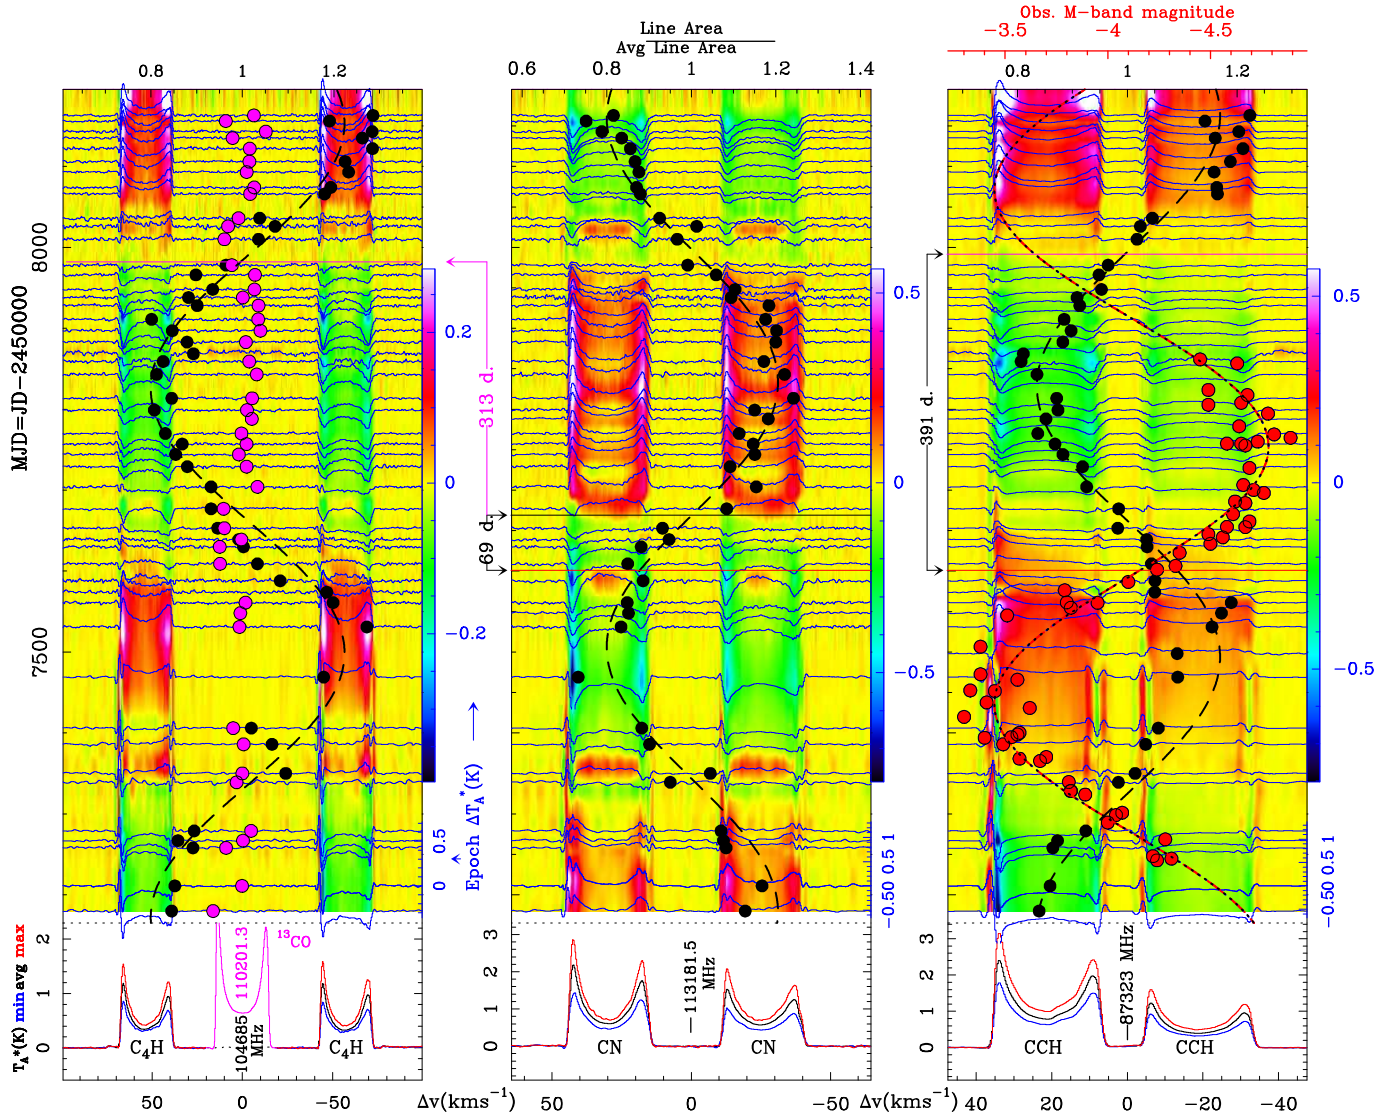 Obs. M-band magnitude
-3.5 -4 -4.5
Line Area
Avg Line Area
0.8 1 1.2
0.6 0.8 1 1.2 1.4
0.8 1 1.2
MJD=JD-2450000
8000
7500
0.2
0
-0.2
Epoch ΔT_A*(K)
0.5
0
313 d.
69 d.
0.5
0
-0.5
-0.50 0.5 1
391 d.
0.5
0
-0.5
-0.50 0.5 1
T_A*(K) min avg max
2
1
0
C₄H
110201.3
¹³CO
104685
MHz
C₄H
3
2
1
0
CN
-113181.5
MHz
CN
3
2
1
0
CCH
-87323 MHz
CCH
50 0 -50 Δv(kms⁻¹)
50 0 -50 Δv(kms⁻¹)
40 20 0 -20 -40